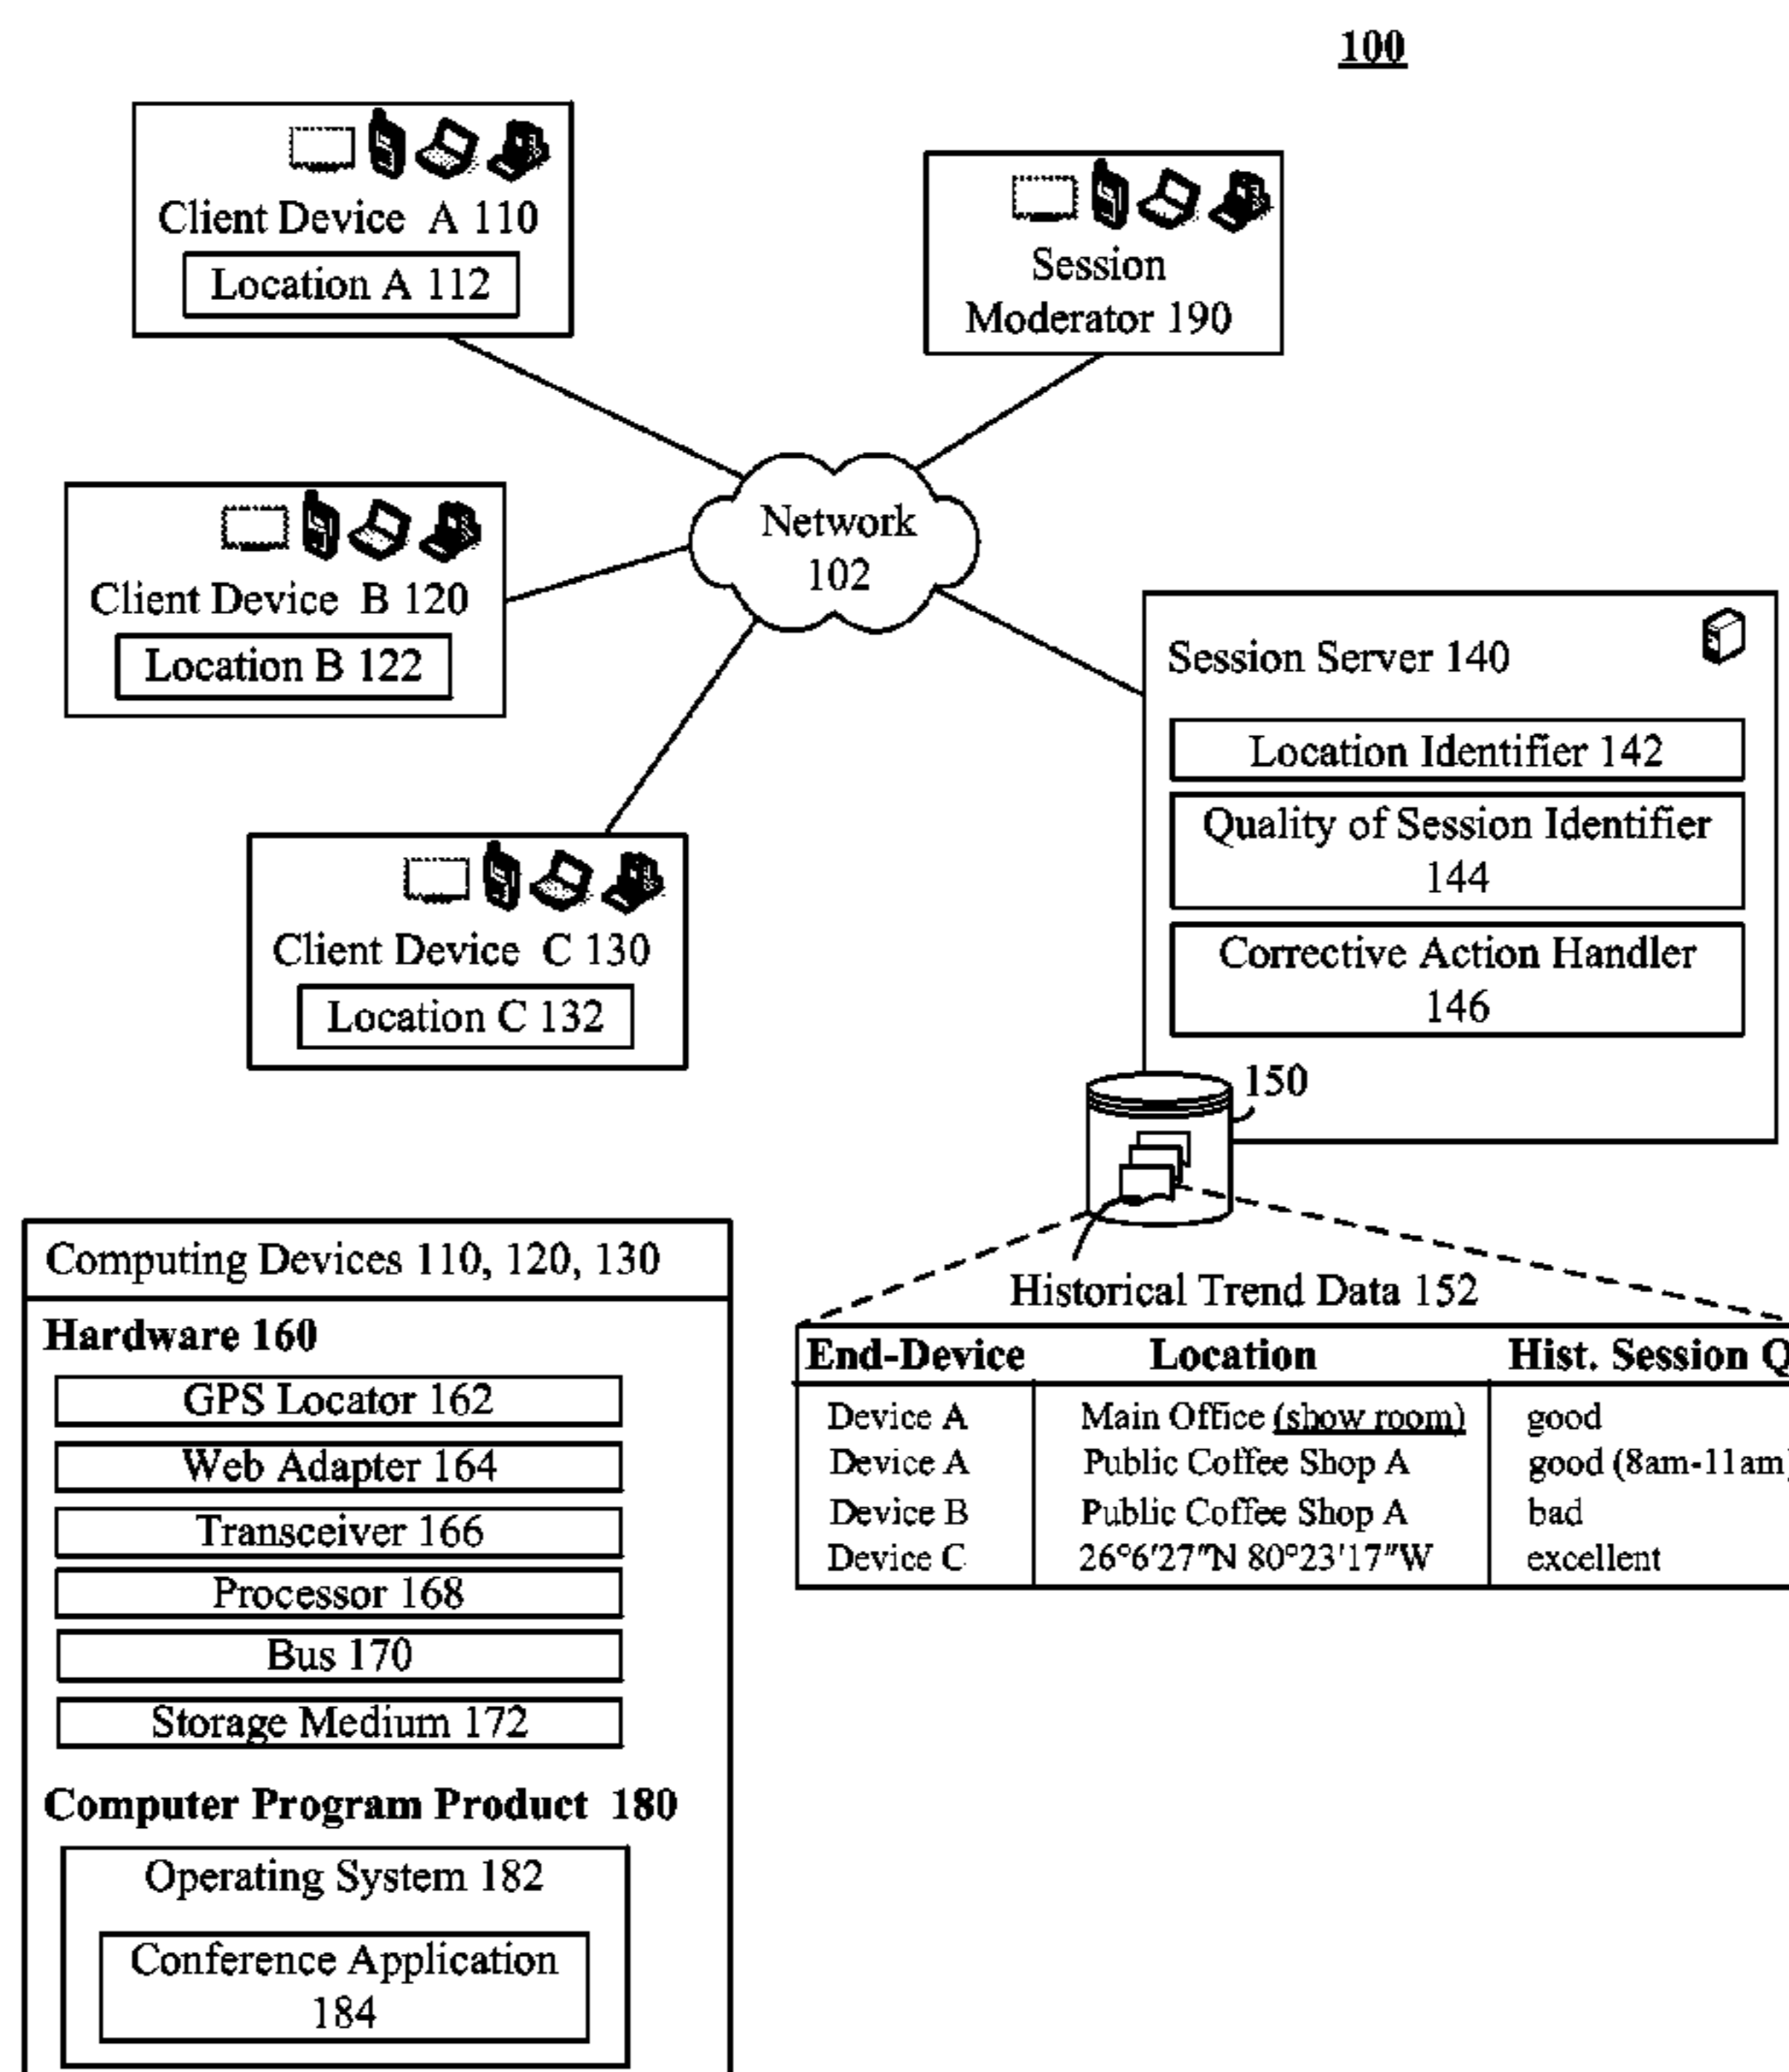 100
Client Device A 110
Location A 112
Session
Moderator 190
Network
102
Client Device B 120
Location B 122
Client Device C 130
Location C 132
Session Server 140
Location Identifier 142
Quality of Session Identifier
144
Corrective Action Handler
146
150
Historical Trend Data 152
End-Device Location Hist. Session Q
Device A Main Office (show room) good
Device A Public Coffee Shop A good (8am-11am)
Device B Public Coffee Shop A bad
Device C 26°6'27"N 80°23'17"W excellent
Computing Devices 110, 120, 130
Hardware 160
GPS Locator 162
Web Adapter 164
Transceiver 166
Processor 168
Bus 170
Storage Medium 172
Computer Program Product 180
Operating System 182
Conference Application
184